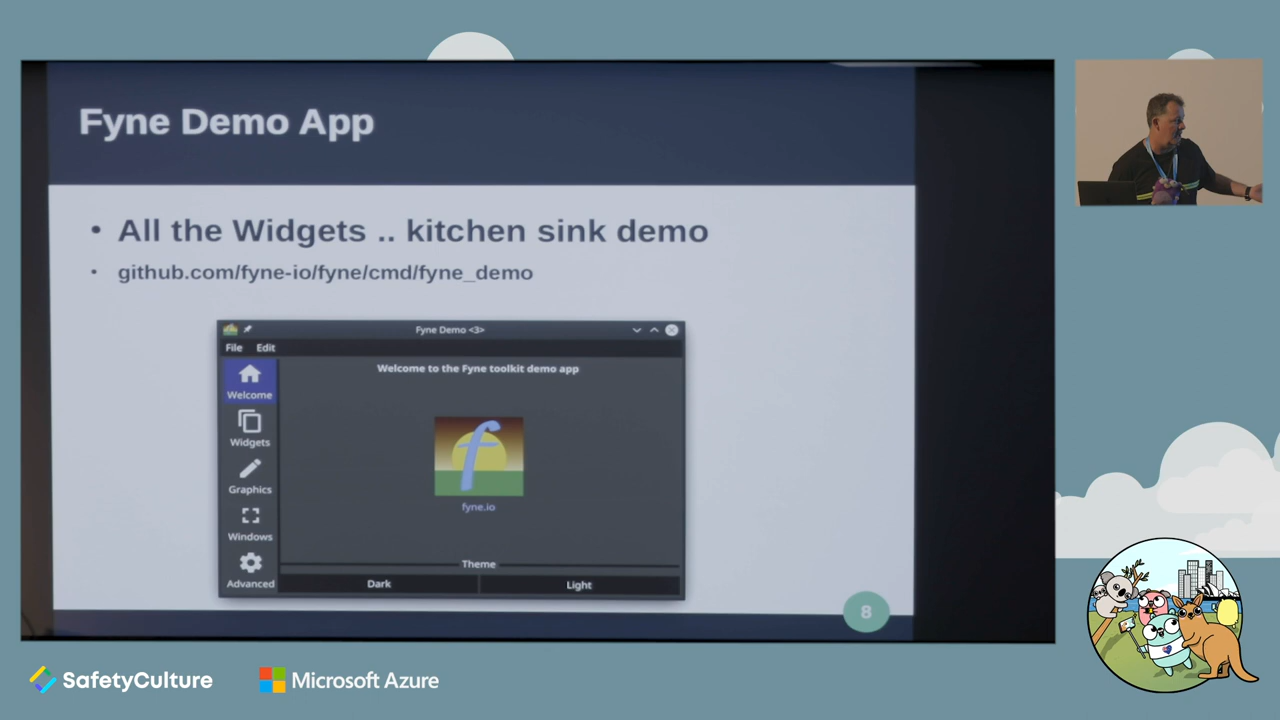 Fyne Demo App
• All the Widgets .. kitchen sink demo
• github.com/fyne-io/fyne/cmd/fyne_demo
Fyne Demo <3>
File Edit
Welcome to the Fyne toolkit demo app
Welcome
Widgets
Graphics
Windows
Advanced
f
fyne.io
Theme
Dark Light
8
SafetyCulture
Microsoft Azure